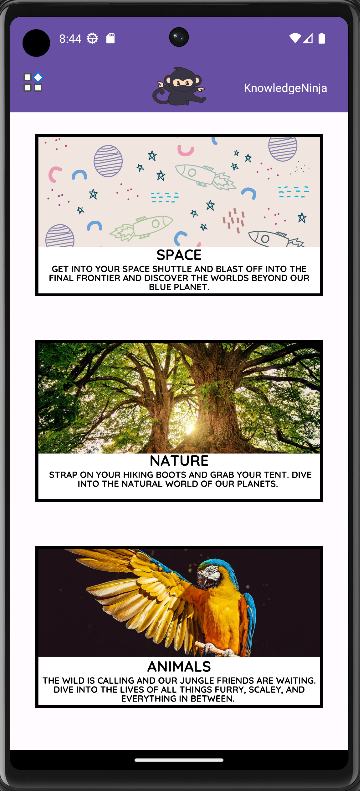 8:44
KnowledgeNinja
SPACE
GET INTO YOUR SPACE SHUTTLE AND BLAST OFF INTO THE
FINAL FRONTIER AND DISCOVER THE WORLDS BEYOND OUR
BLUE PLANET.
NATURE
STRAP ON YOUR HIKING BOOTS AND GRAB YOUR TENT. DIVE
INTO THE NATURAL WORLD OF OUR PLANETS.
ANIMALS
THE WILD IS CALLING AND OUR JUNGLE FRIENDS ARE WAITING.
DIVE INTO THE LIVES OF ALL THINGS FURRY, SCALEY, AND
EVERYTHING IN BETWEEN.